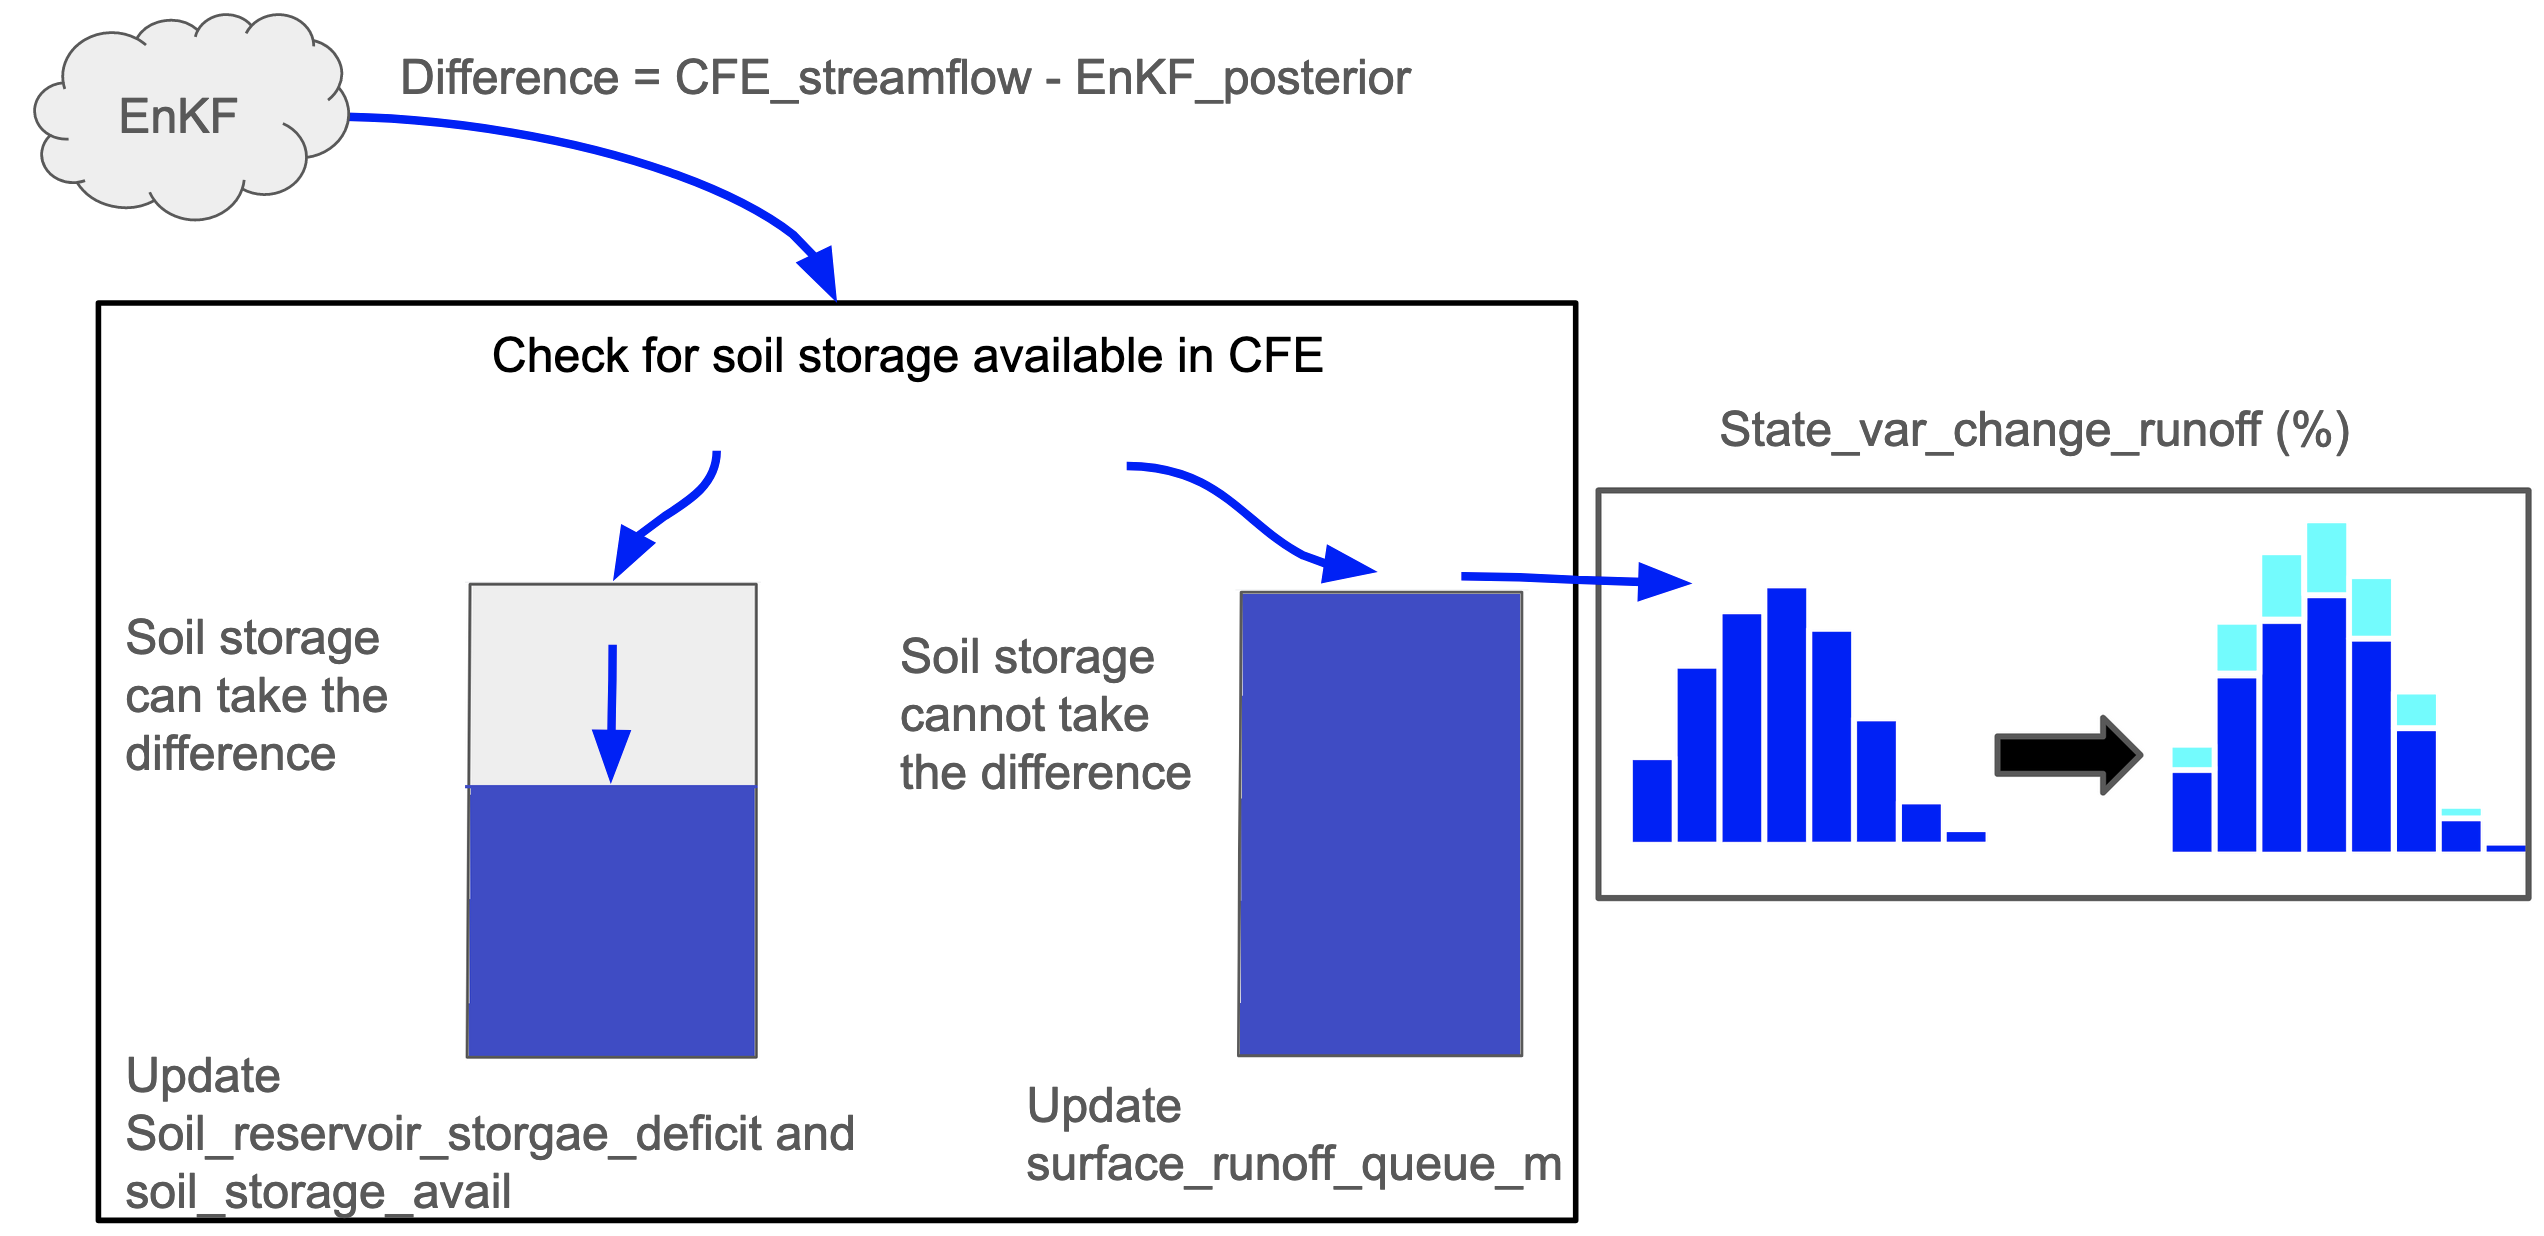 EnKF
Difference = CFE_streamflow - EnKF_posterior
Check for soil storage available in CFE
Soil storage
can take the
difference
Soil storage
cannot take
the difference
Update
Soil_reservoir_storgae_deficit and
soil_storage_avail
Update
surface_runoff_queue_m
State_var_change_runoff (%)